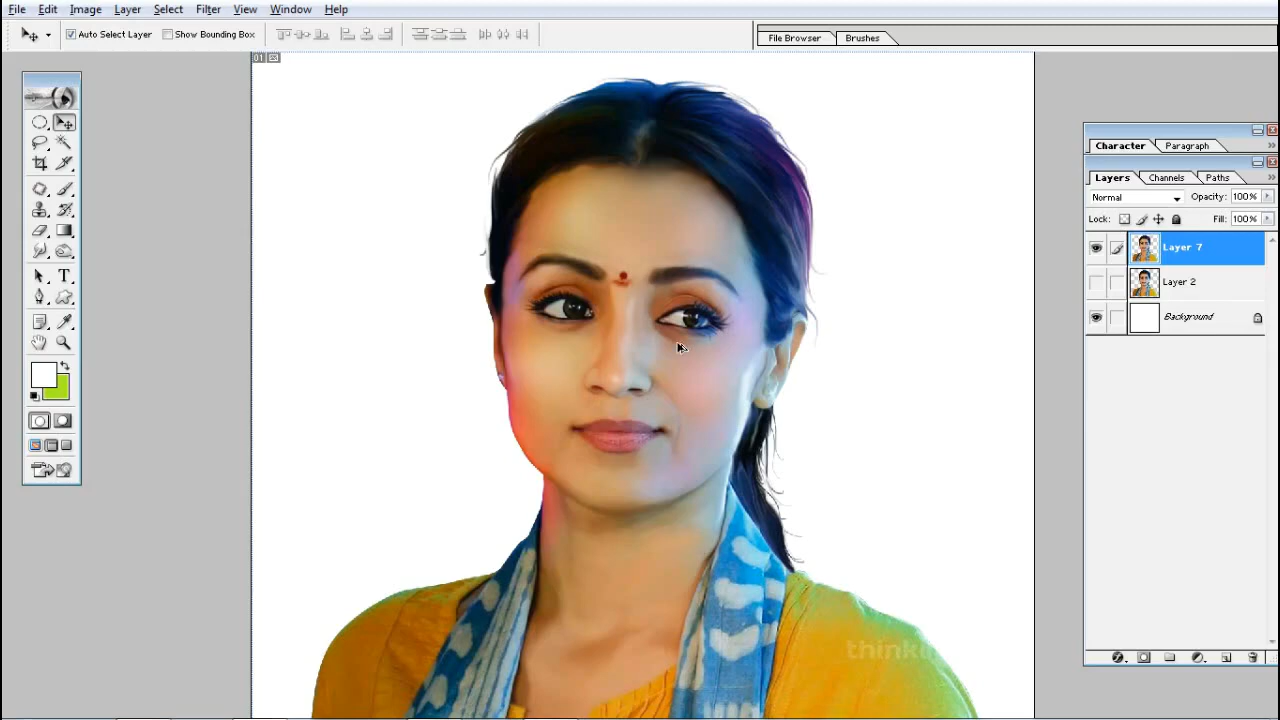 File Edit Image Layer Select Filter View Window Help
Auto Select Layer Show Bounding Box File Browser Brushes
01
Character Paragraph
Layers Channels Paths
Normal Opacity: 100%
Lock: Fill: 100%
Layer 7
Layer 2
Background
T